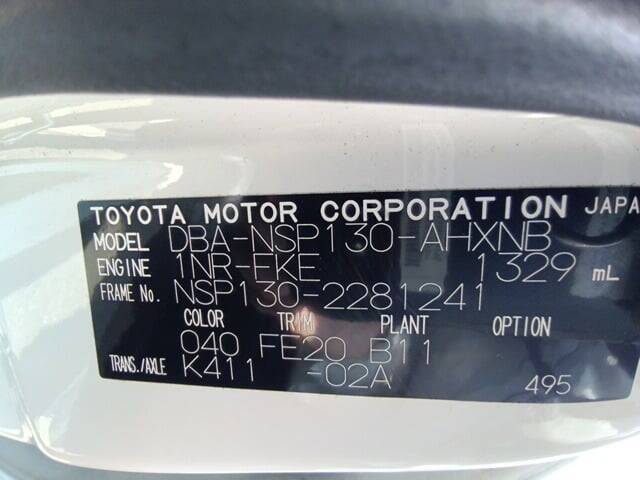 TOYOTA MOTOR CORPORATION JAPA
MODEL DBA-NSP130-AHXNB
ENGINE 1NR-FKE 1329 mL
FRAME No. NSP130-2281241
COLOR TRIM PLANT OPTION
040 FE20 B11
TRANS./AXLE K411 -02A
495